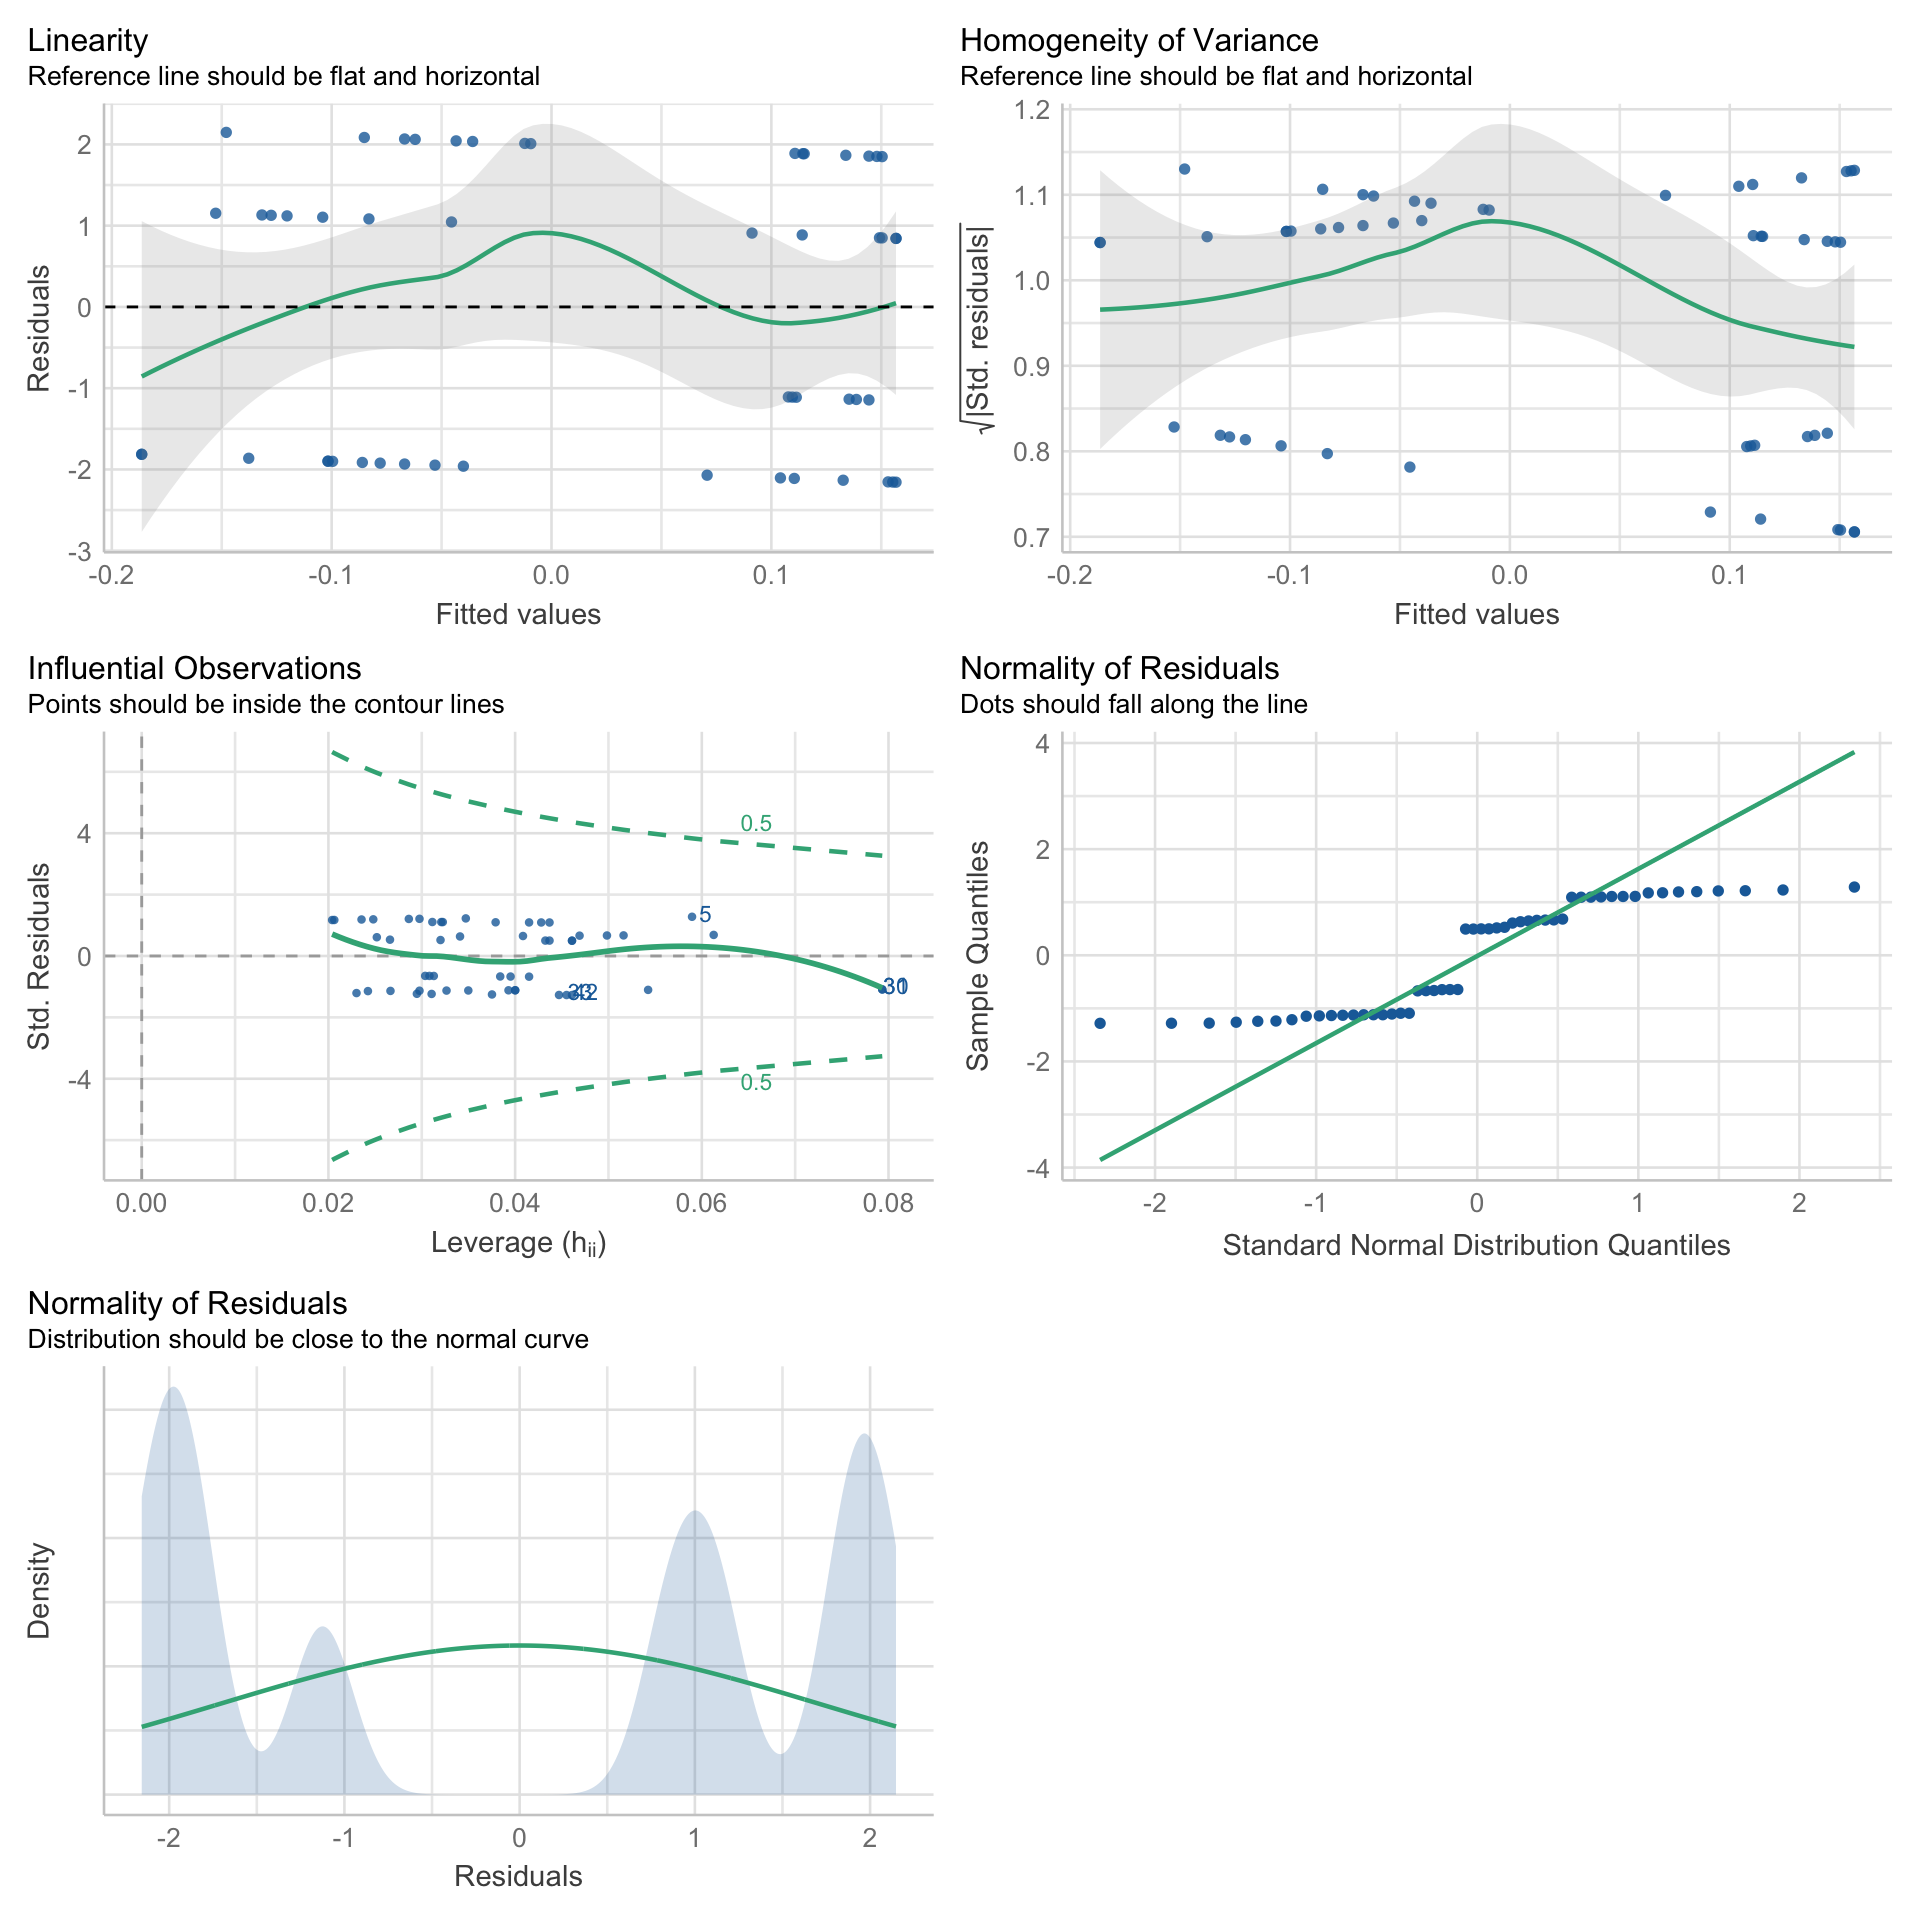 Linearity
Reference line should be flat and horizontal
2
1
0
-1
-2
-3
Residuals
-0.2
-0.1
0.0
0.1
Fitted values
Homogeneity of Variance
Reference line should be flat and horizontal
1.2
1.1
1.0
0.9
0.8
0.7
√|Std. residuals|
-0.2
-0.1
0.0
0.1
Fitted values
Influential Observations
Points should be inside the contour lines
4
0
-4
Std. Residuals
0.5
5
0.5
0.00
0.02
0.04
0.06
0.08
Leverage (hii)
Normality of Residuals
Dots should fall along the line
4
2
0
-2
-4
Sample Quantiles
-2
-1
0
1
2
Standard Normal Distribution Quantiles
Normality of Residuals
Distribution should be close to the normal curve
Density
-2
-1
0
1
2
Residuals